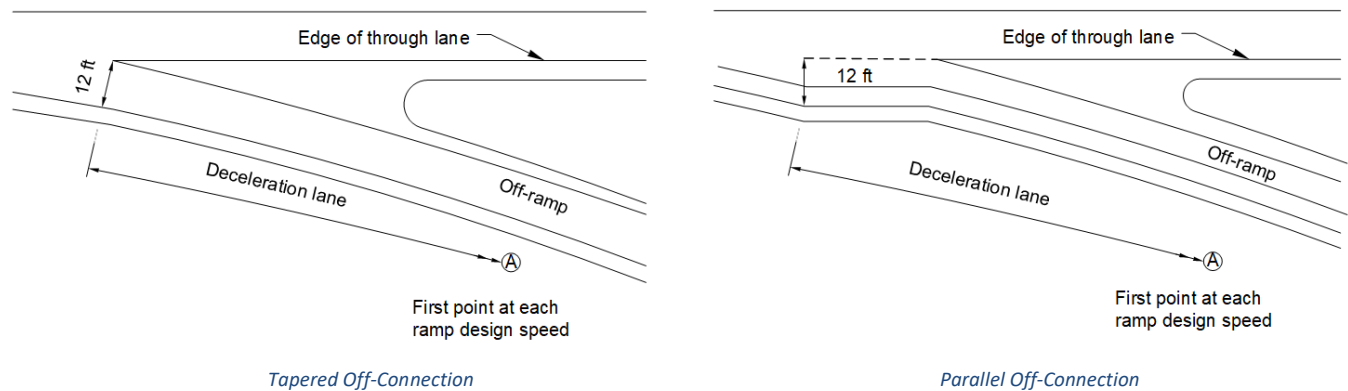 Edge of through lane
12 ft
Deceleration lane
Off-ramp
A
First point at each
ramp design speed
Tapered Off-Connection
Edge of through lane
12 ft
Deceleration lane
Off-ramp
A
First point at each
ramp design speed
Parallel Off-Connection